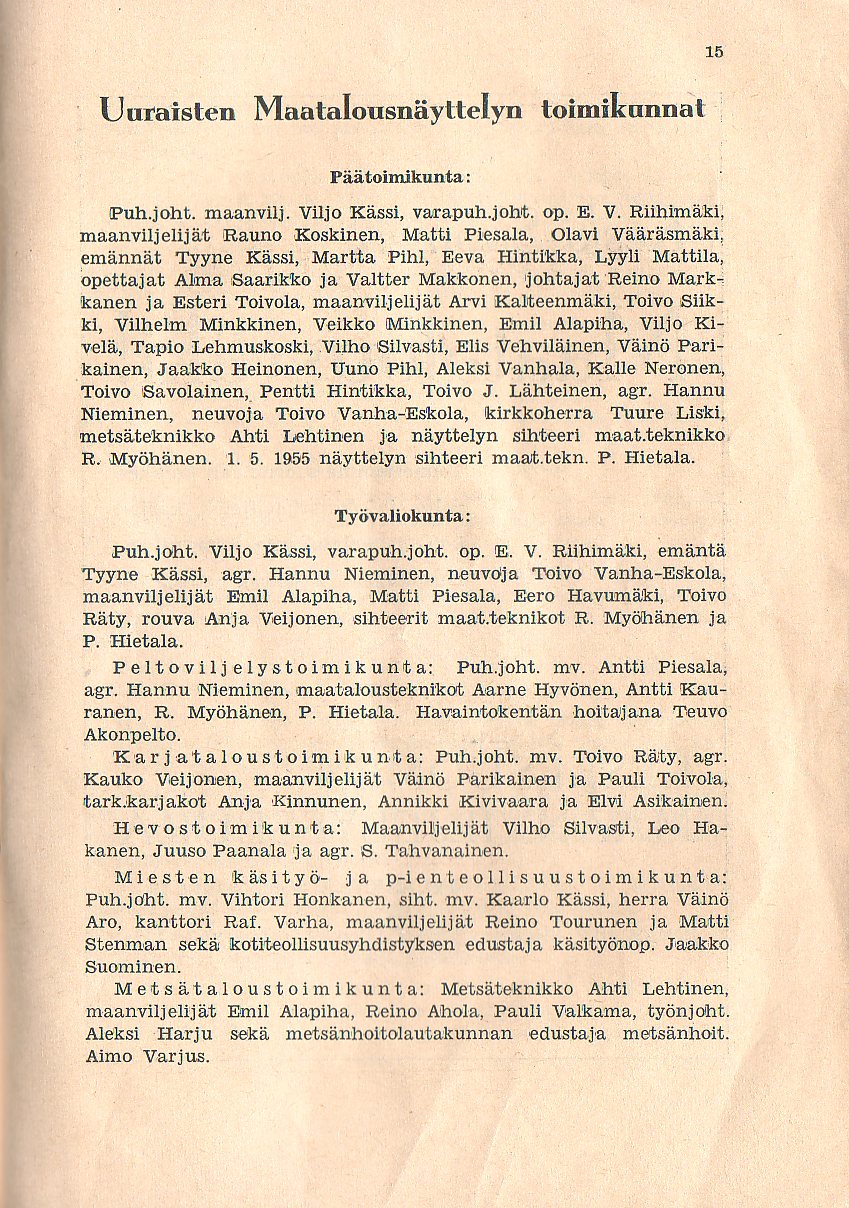 15
Uuraisten Maatalousnäyttelyn toimikunnat
Päätoimikunta:
Puh.joht. maanvilj. Viljo Kässi, varapuh.joht. op. E. V. Riihimäki,
maanviljelijät Rauno Koskinen, Matti Piesala, Olavi Vääräsmäki,
emännät Tyyne Kässi, Martta Pihl, Eeva Hintikka, Lyyli Mattila,
opettajat Alma Saarikko ja Valtter Makkonen, johtajat Reino Mark-
kanen ja Esteri Toivola, maanviljelijät Arvi Kalteenmäki, Toivo Siik-
ki, Vilhelm Minkkinen, Veikko Minkkinen, Emil Alapiha, Viljo Ki-
velä, Tapio Lehmuskoski, Vilho Silvasti, Elis Vehviläinen, Väinö Pari-
kainen, Jaakko Heinonen, Uuno Pihl, Aleksi Vanhala, Kalle Neronen,
Toivo Savolainen, Pentti Hintikka, Toivo J. Lähteinen, agr. Hannu
Nieminen, neuvoja Toivo Vanha-Eskola, kirkkoherra Tuure Liski,
metsäteknikko Ahti Lehtinen ja näyttelyn sihteeri maat.teknikko
R. Myöhänen. 1. 5. 1955 näyttelyn sihteeri maat.tekn. P. Hietala.
Työvaliokunta:
Puh.joht. Viljo Kässi, varapuh.joht. op. E. V. Riihimäki, emäntä
Tyyne Kässi, agr. Hannu Nieminen, neuvoja Toivo Vanha-Eskola,
maanviljelijät Emil Alapiha, Matti Piesala, Eero Havumäki, Toivo
Räty, rouva Anja Veijonen, sihteerit maat.teknikot R. Myöhänen ja
P. Hietala.
Peltoviljelystoimikunta: Puh.joht. mv. Antti Piesala,
agr. Hannu Nieminen, maatalousteknikot Aarne Hyvönen, Antti Kau-
ranen, R. Myöhänen, P. Hietala. Havaintokentän hoitajana Teuvo
Akonpelto.
Karjataloustoimikunta: Puh.joht. mv. Toivo Räty, agr.
Kauko Veijonen, maanviljelijät Väinö Parikainen ja Pauli Toivola,
tark.karjakot Anja Kinnunen, Annikki Kivivaara ja Elvi Asikainen.
Hevostoimikunta: Maanviljelijät Vilho Silvasti, Leo Ha-
kanen, Juuso Paanala ja agr. S. Tahvanainen.
Miesten käsityö- ja p-ienteollisuustoimikunta:
Puh.joht. mv. Vihtori Honkanen, siht. mv. Kaarlo Kässi, herra Väinö
Aro, kanttori Raf. Varha, maanviljelijät Reino Tourunen ja Matti
Stenman sekä kotiteollisuusyhdistyksen edustaja käsityönop. Jaakko
Suominen.
Metsätaloustoimikunta: Metsäteknikko Ahti Lehtinen,
maanviljelijät Emil Alapiha, Reino Ahola, Pauli Valkama, työnjoht.
Aleksi Harju sekä metsänhoitolautakunnan edustaja metsänhoit.
Aimo Varjus.